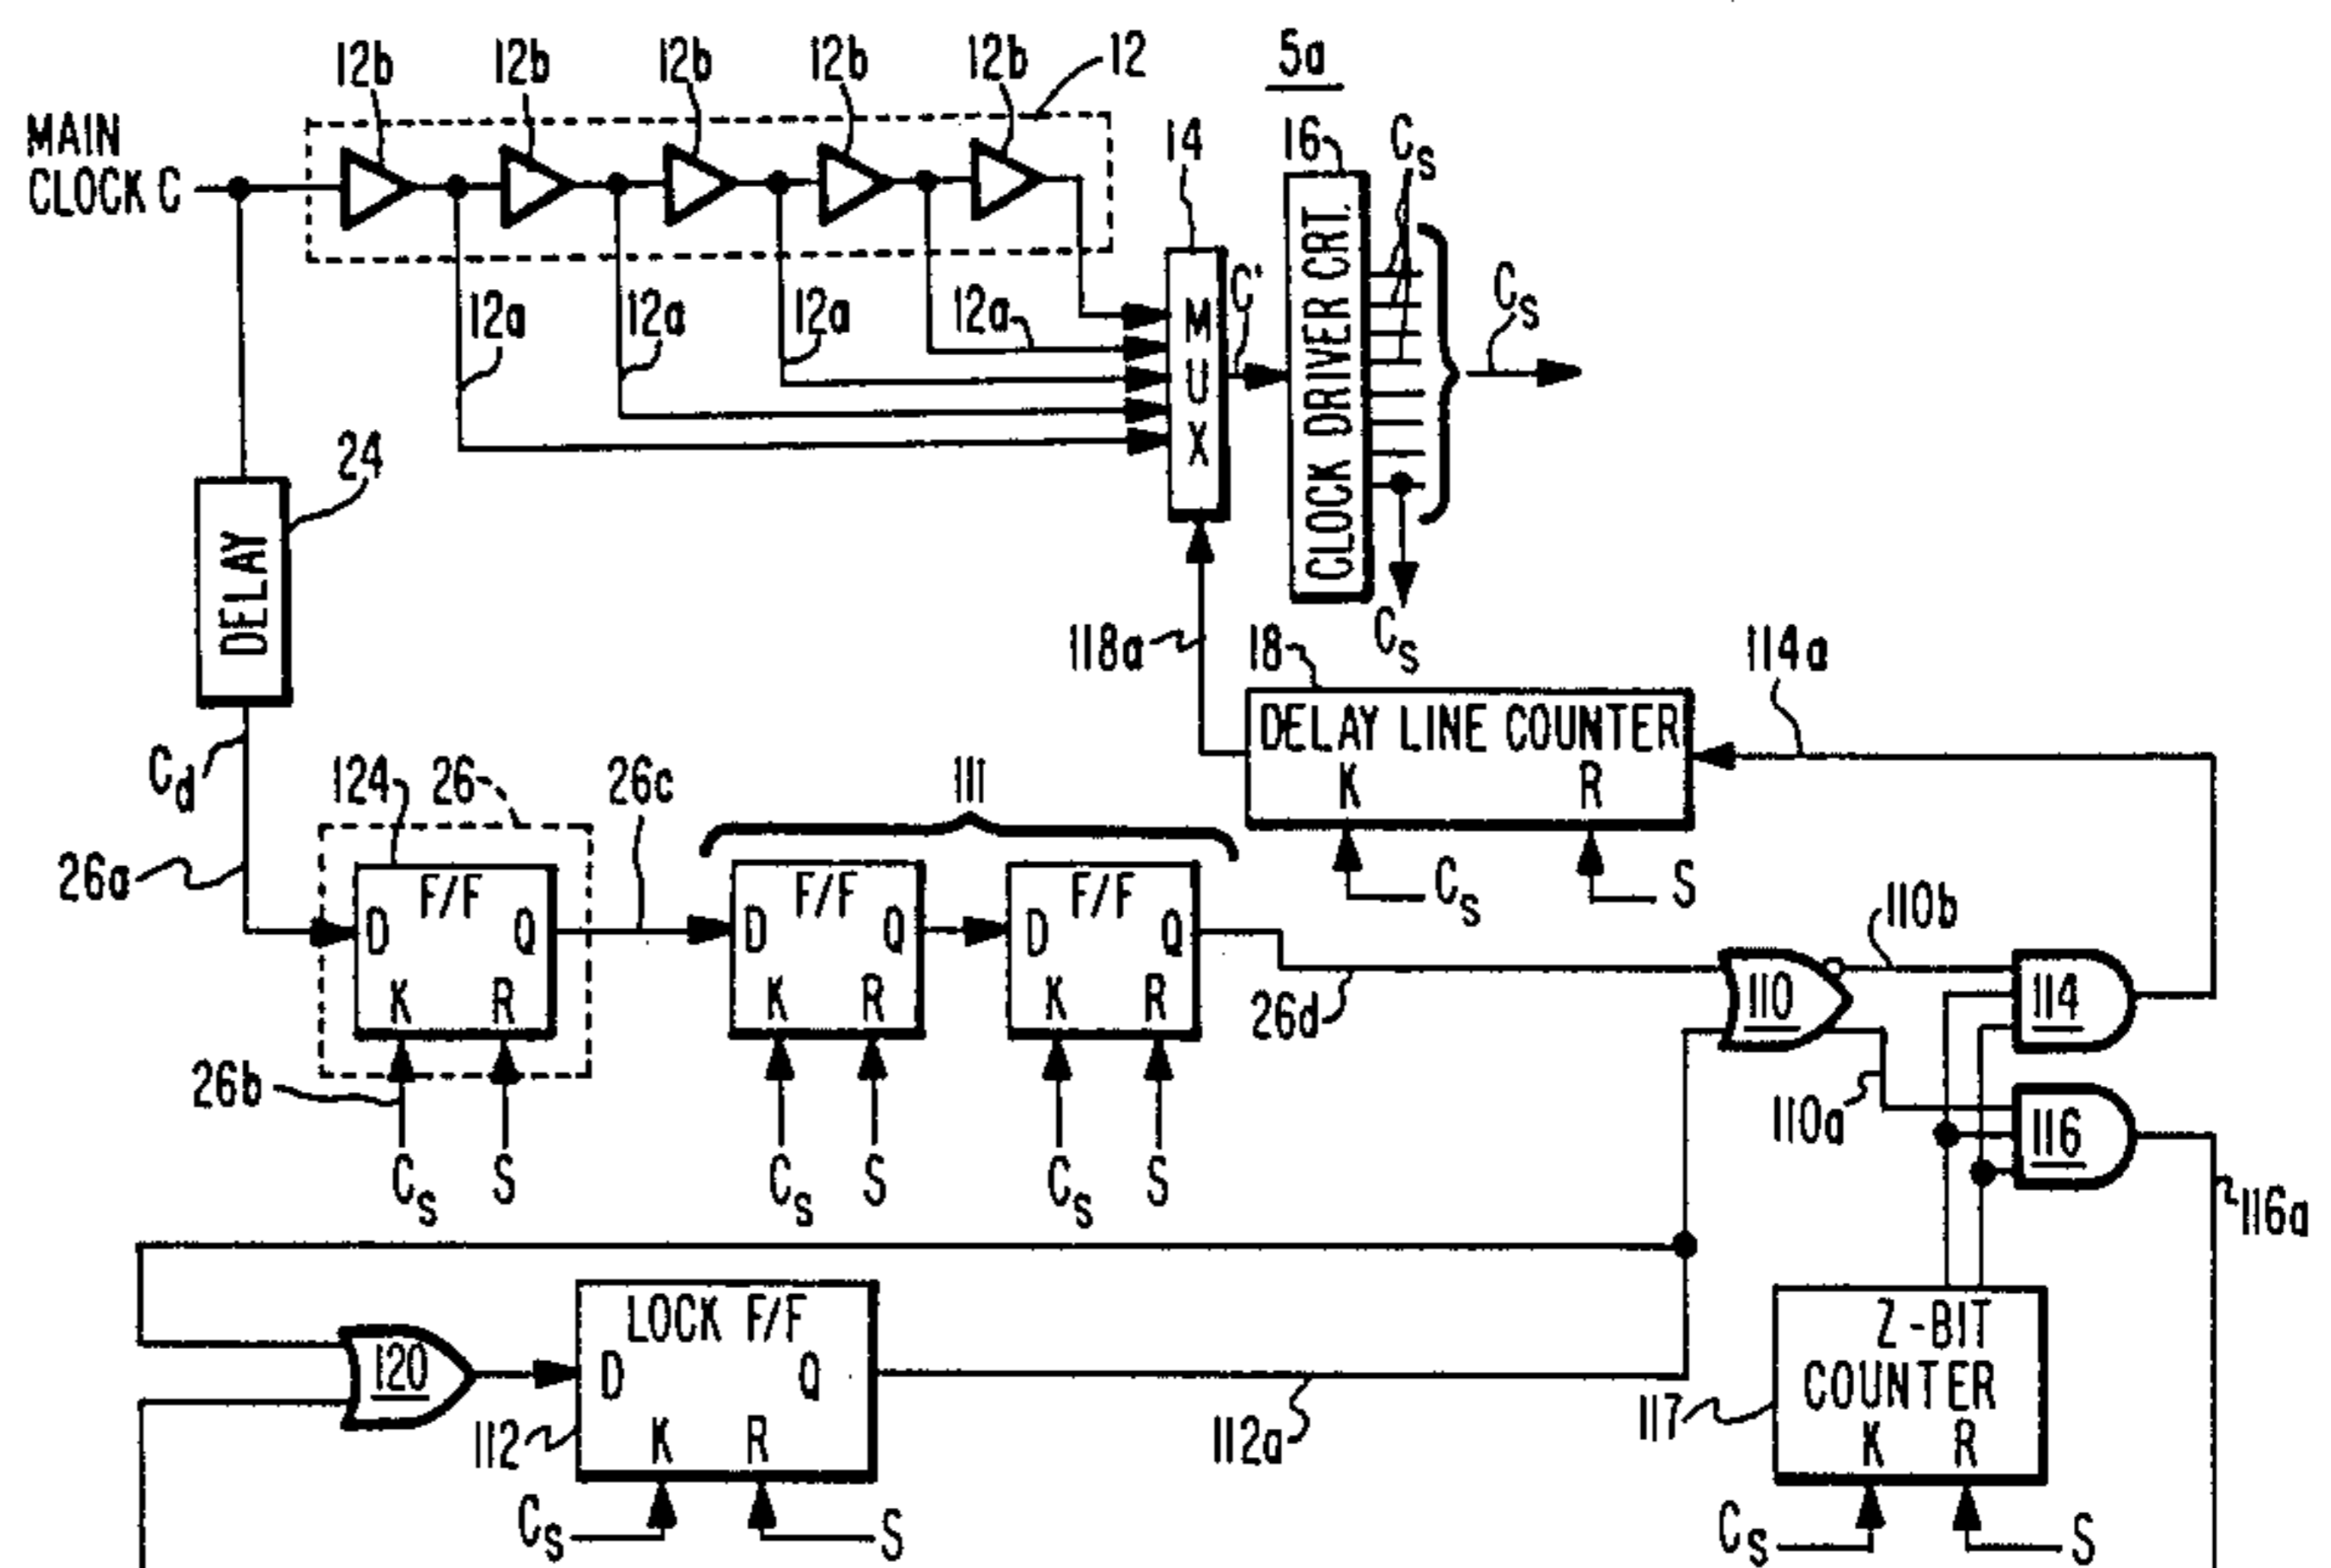 12b
12b
12b
12b
12b
12
5a
MAIN
CLOCK C
14
16
Cs
12a
12a
12a
12a
MUX
C'
CLOCK DRIVER CRT.
Cs
24
DELAY
Cs
118a
18
114a
DELAY LINE COUNTER
K
R
Cd
124
26
26c
111
26a
Cs
S
F/F
D
Q
K
R
F/F
D
Q
K
R
F/F
D
Q
K
R
110b
26d
110
114
26b
110a
116
Cs
S
Cs
S
Cs
S
116a
LOCK F/F
D
Q
K
R
120
Z-BIT
COUNTER
K
R
112
112a
117
Cs
S
Cs
S